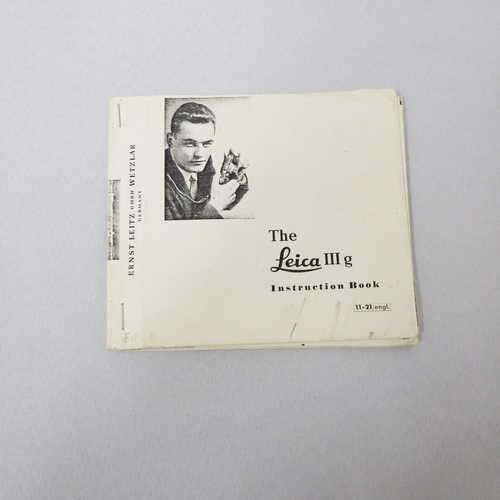 ERNST LEITZ GMBH WETZLAR
GERMANY
The
Leica III g
Instruction Book
11-21/engl.